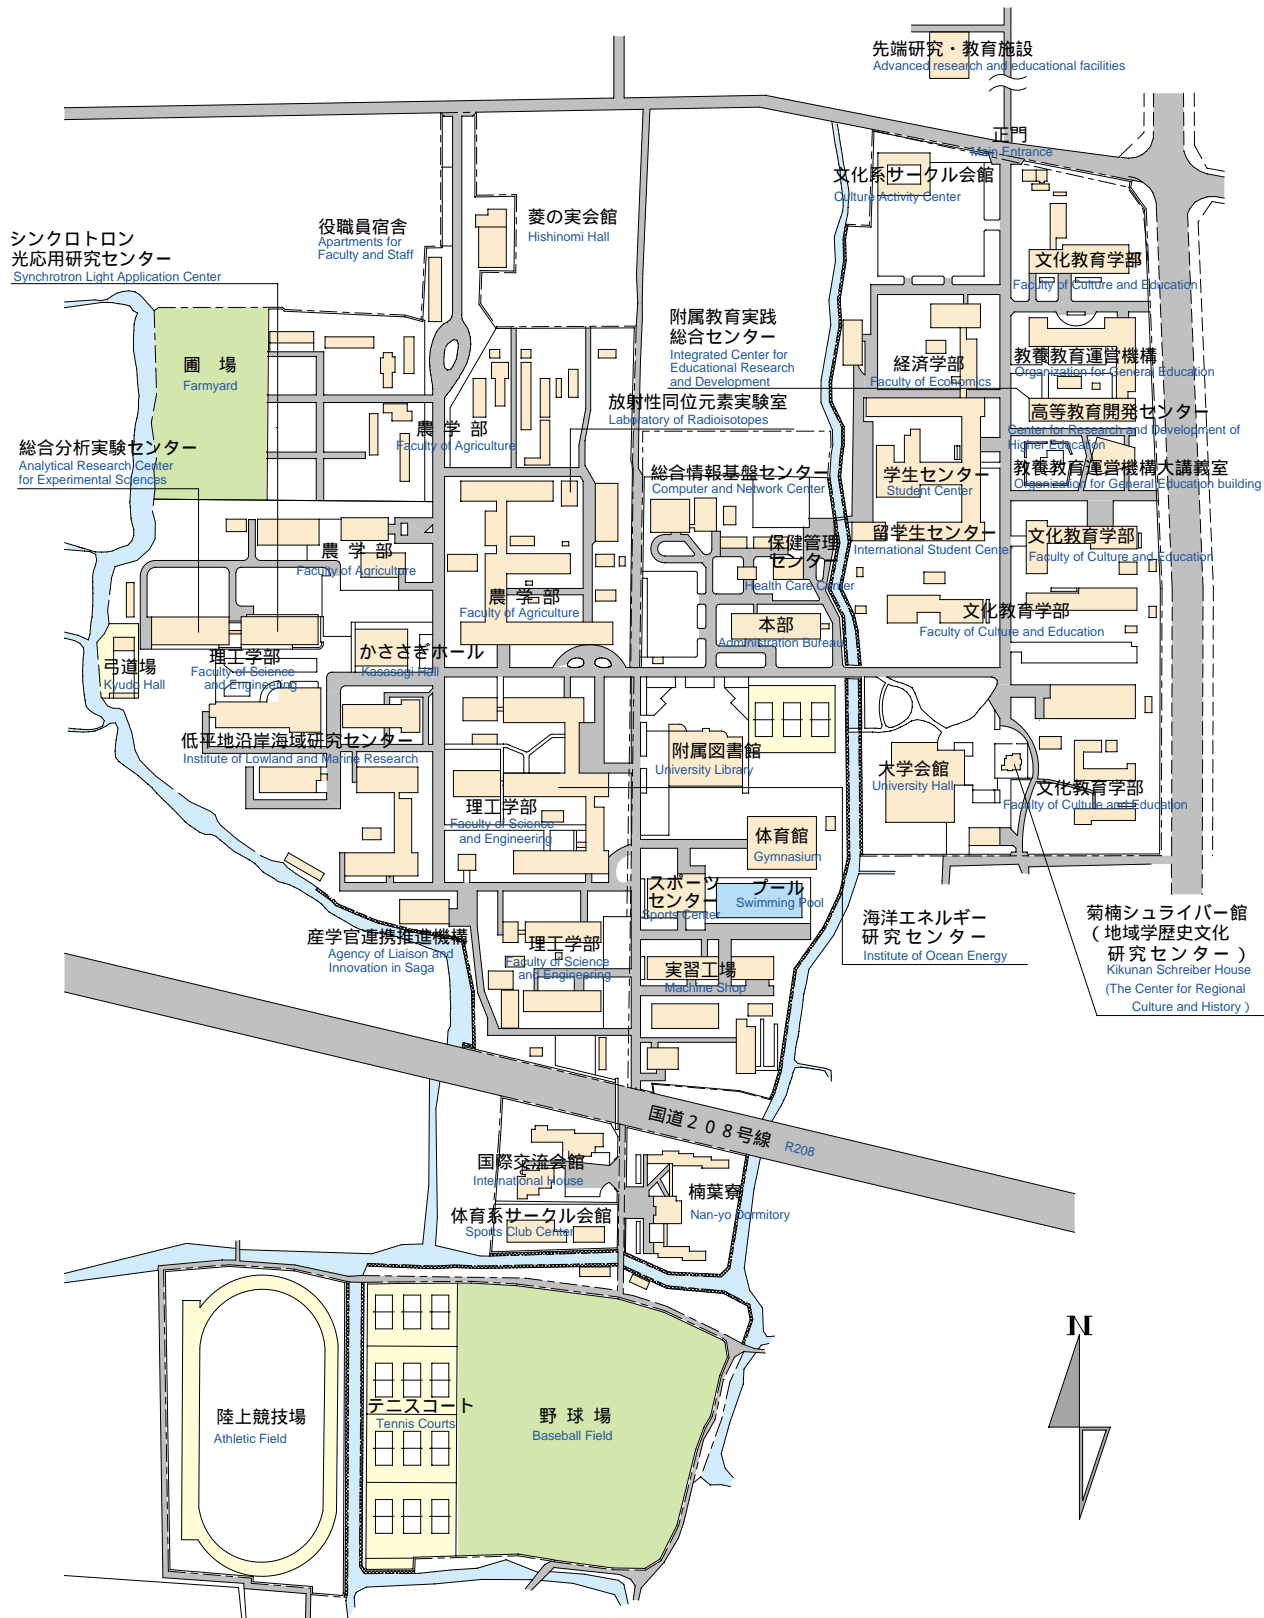 先端研究・教育施設
Advanced research and educational facilities
正門
Main Entrance
文化系サークル会館
Culture Activity Center
役職員宿舎
Apartments for
Faculty and Staff
菱の実会館
Hishinomi Hall
シンクロトロン
光応用研究センター
Synchrotron Light Application Center
文化教育学部
Faculty of Culture and Education
附属教育実践
総合センター
Integrated Center for
Educational Research
and Development
圃 場
Farmyard
経済学部
Faculty of Economics
教養教育運営機構
Organization for General Education
放射性同位元素実験室
Laboratory of Radioisotopes
高等教育開発センター
Center for Research and Development of
Higher Education
農 学 部
Faculty of Agriculture
総合分析実験センター
Analytical Research Center
for Experimental Sciences
総合情報基盤センター
Computer and Network Center
学生センター
Student Center
教養教育運営機構大講義室
Organization for General Education building
留学生センター
International Student Center
文化教育学部
Faculty of Culture and Education
保健管理
センター
Health Care Center
農 学 部
Faculty of Agriculture
農 学 部
Faculty of Agriculture
文化教育学部
Faculty of Culture and Education
本部
Administration Bureau
かささぎホール
Kasasagi Hall
理工学部
Faculty of Science
and Engineering
弓道場
Kyudo Hall
低平地沿岸海域研究センター
Institute of Lowland and Marine Research
附属図書館
University Library
大学会館
University Hall
文化教育学部
Faculty of Culture and Education
理工学部
Faculty of Science
and Engineering
体育館
Gymnasium
スポーツ
センター
Sports Center
プール
Swimming Pool
海洋エネルギー
研究センター
Institute of Ocean Energy
菊楠シュライバー館
(地域学歴史文化
研究センター)
Kikunan Schreiber House
(The Center for Regional
Culture and History )
産学官連携推進機構
Agency of Liaison and
Innovation in Saga
理工学部
Faculty of Science
and Engineering
実習工場
Machine Shop
国道208号線 R208
国際交流会館
International House
楠葉寮
Nan-yo Dormitory
体育系サークル会館
Sports Club Center
N
テニスコート
Tennis Courts
陸上競技場
Athletic Field
野 球 場
Baseball Field